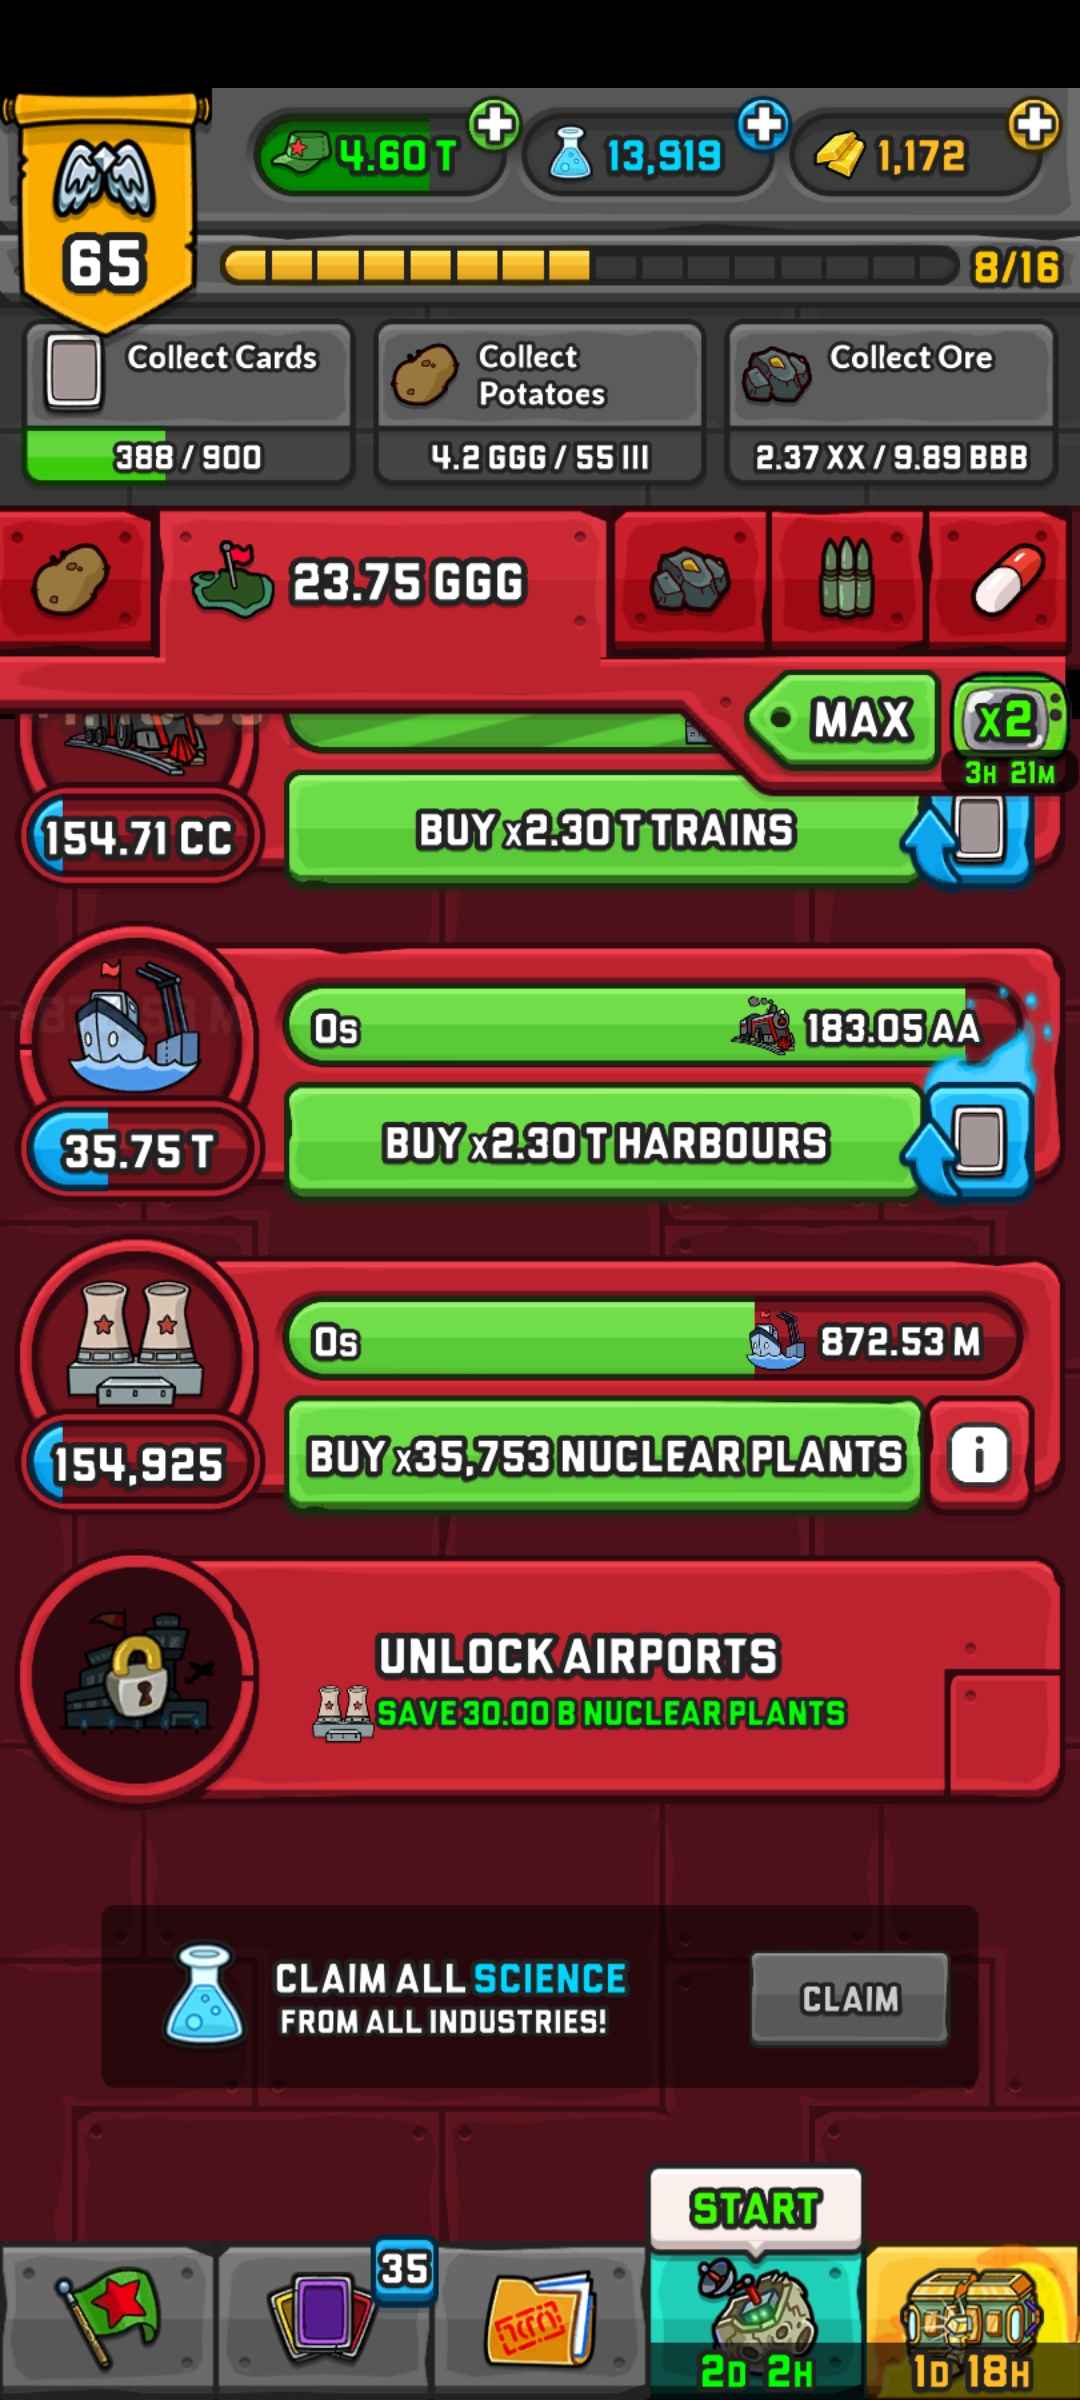 65
4.60 T
13,919
1,172
8/16
Collect Cards
388 / 900
Collect
Potatoes
4.2 GGG / 55 III
Collect Ore
2.37 XX / 9.89 BBB
23.75 GGG
MAX
X2
3H 21M
154.71 CC
BUY x2.30 T TRAINS
0s
183.05 AA
35.75 T
BUY x2.30 T HARBOURS
0s
872.53 M
154,925
BUY x35,753 NUCLEAR PLANTS
i
UNLOCK AIRPORTS
SAVE 30.00 B NUCLEAR PLANTS
CLAIM ALL SCIENCE
FROM ALL INDUSTRIES!
CLAIM
START
35
2D 2H
1D 18H